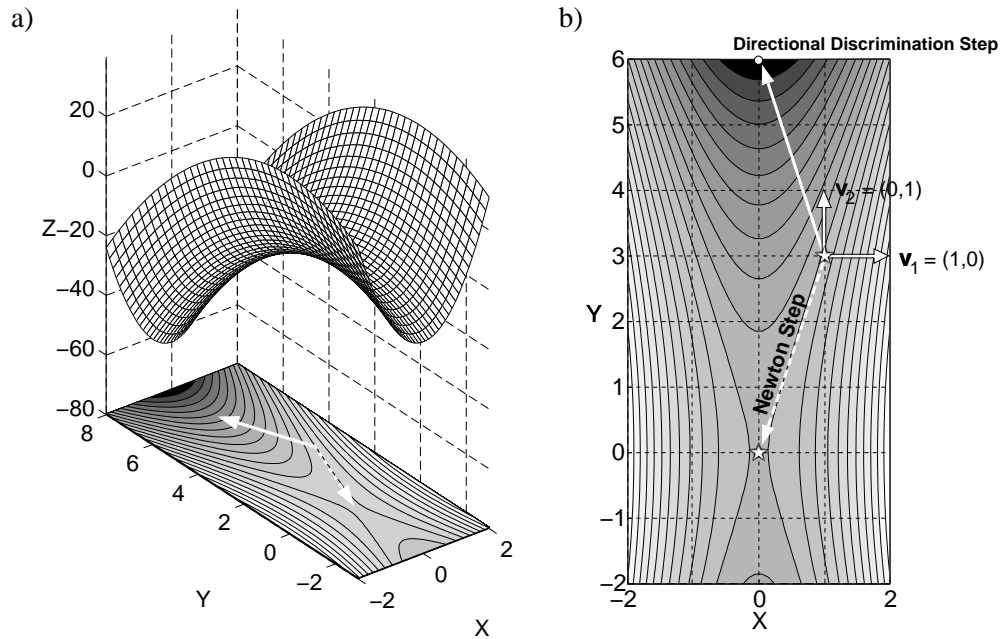 a)
20
0
Z
−20
−40
−60
−80
8
6
4
2
0
−2
Y
−2
0
2
X
b)
Directional Discrimination Step
6
5
4
3
2
1
0
−1
−2
Y
v2 = (0,1)
v1 = (1,0)
Newton Step
−2
−1
0
1
2
X